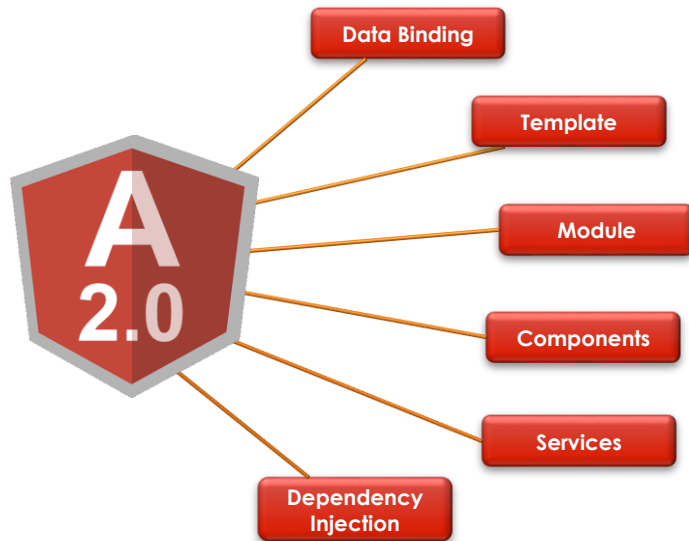 Data Binding
Template
A
2.0
Module
Components
Services
Dependency
Injection